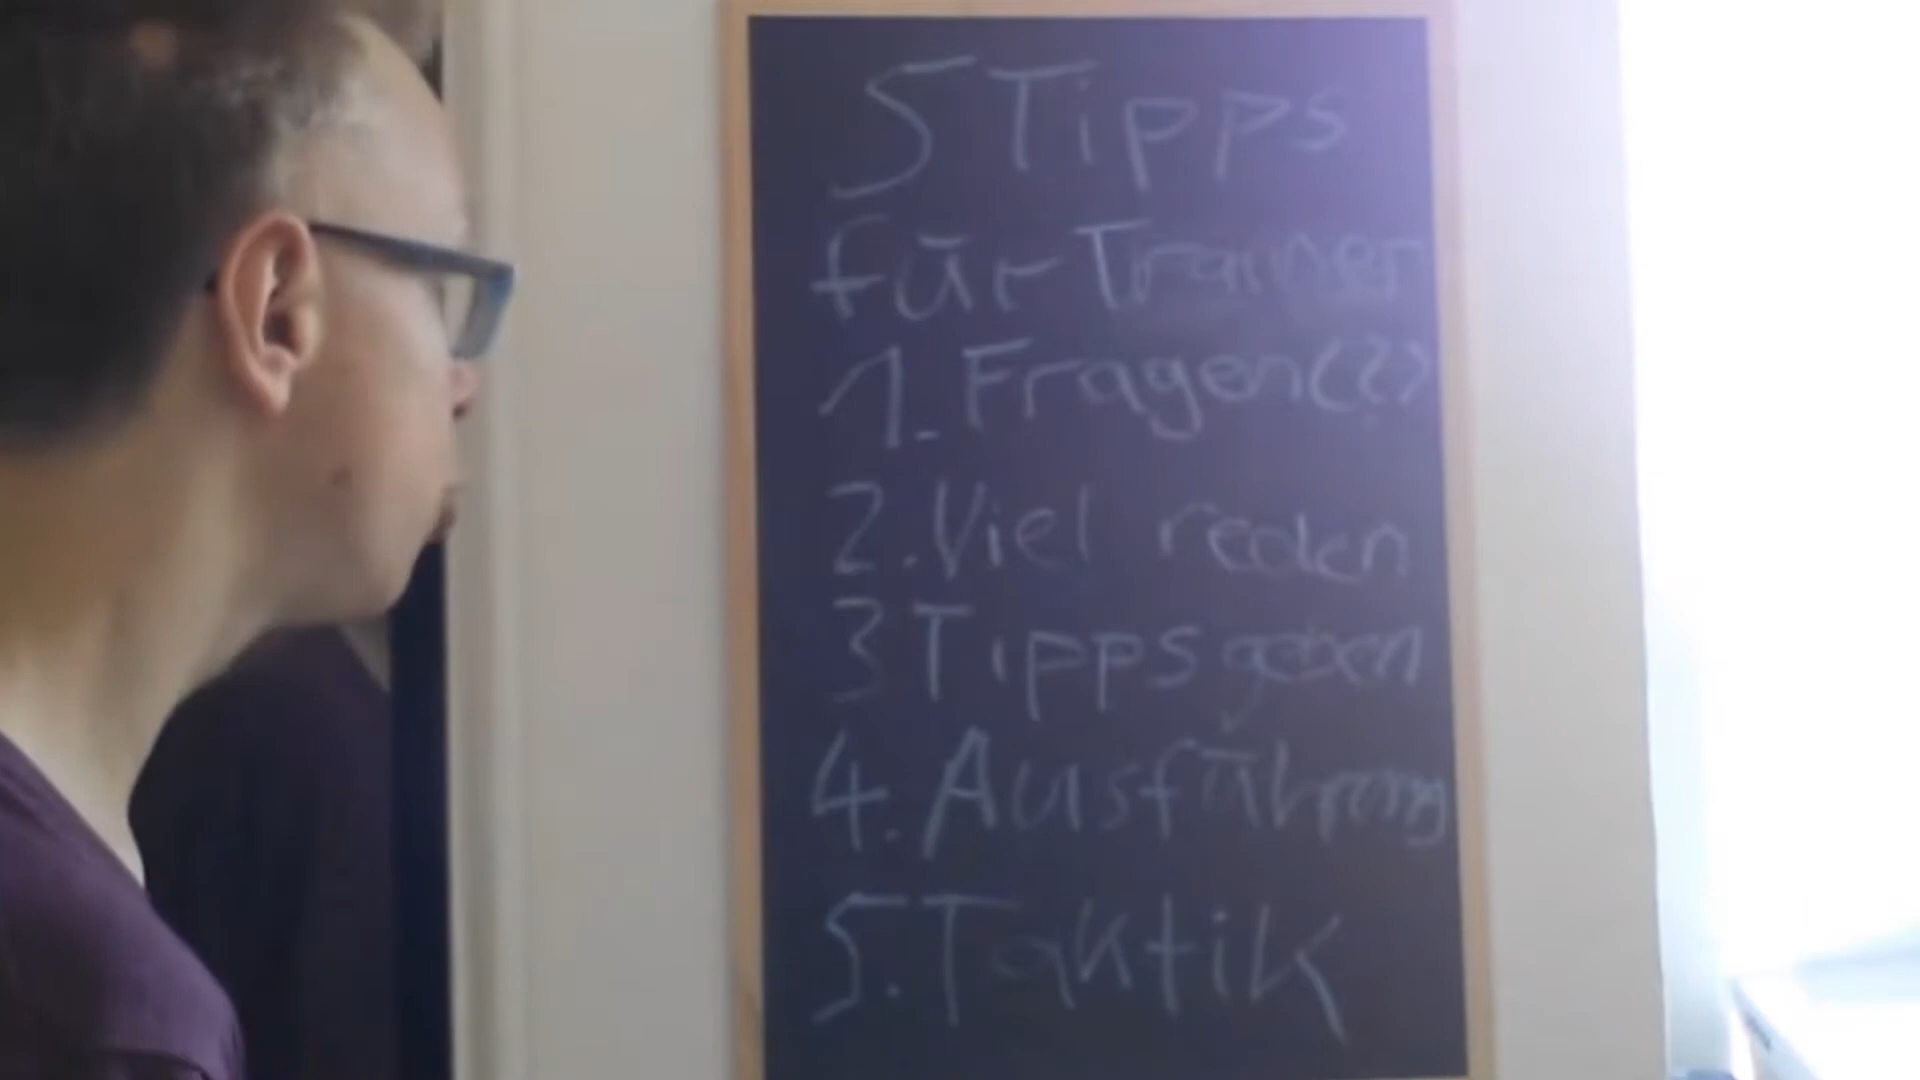 5 Tipps
für Trainer
1. Fragen(?)
2. Viel reden
3 Tipps geben
4. Ausführung
5. Taktik